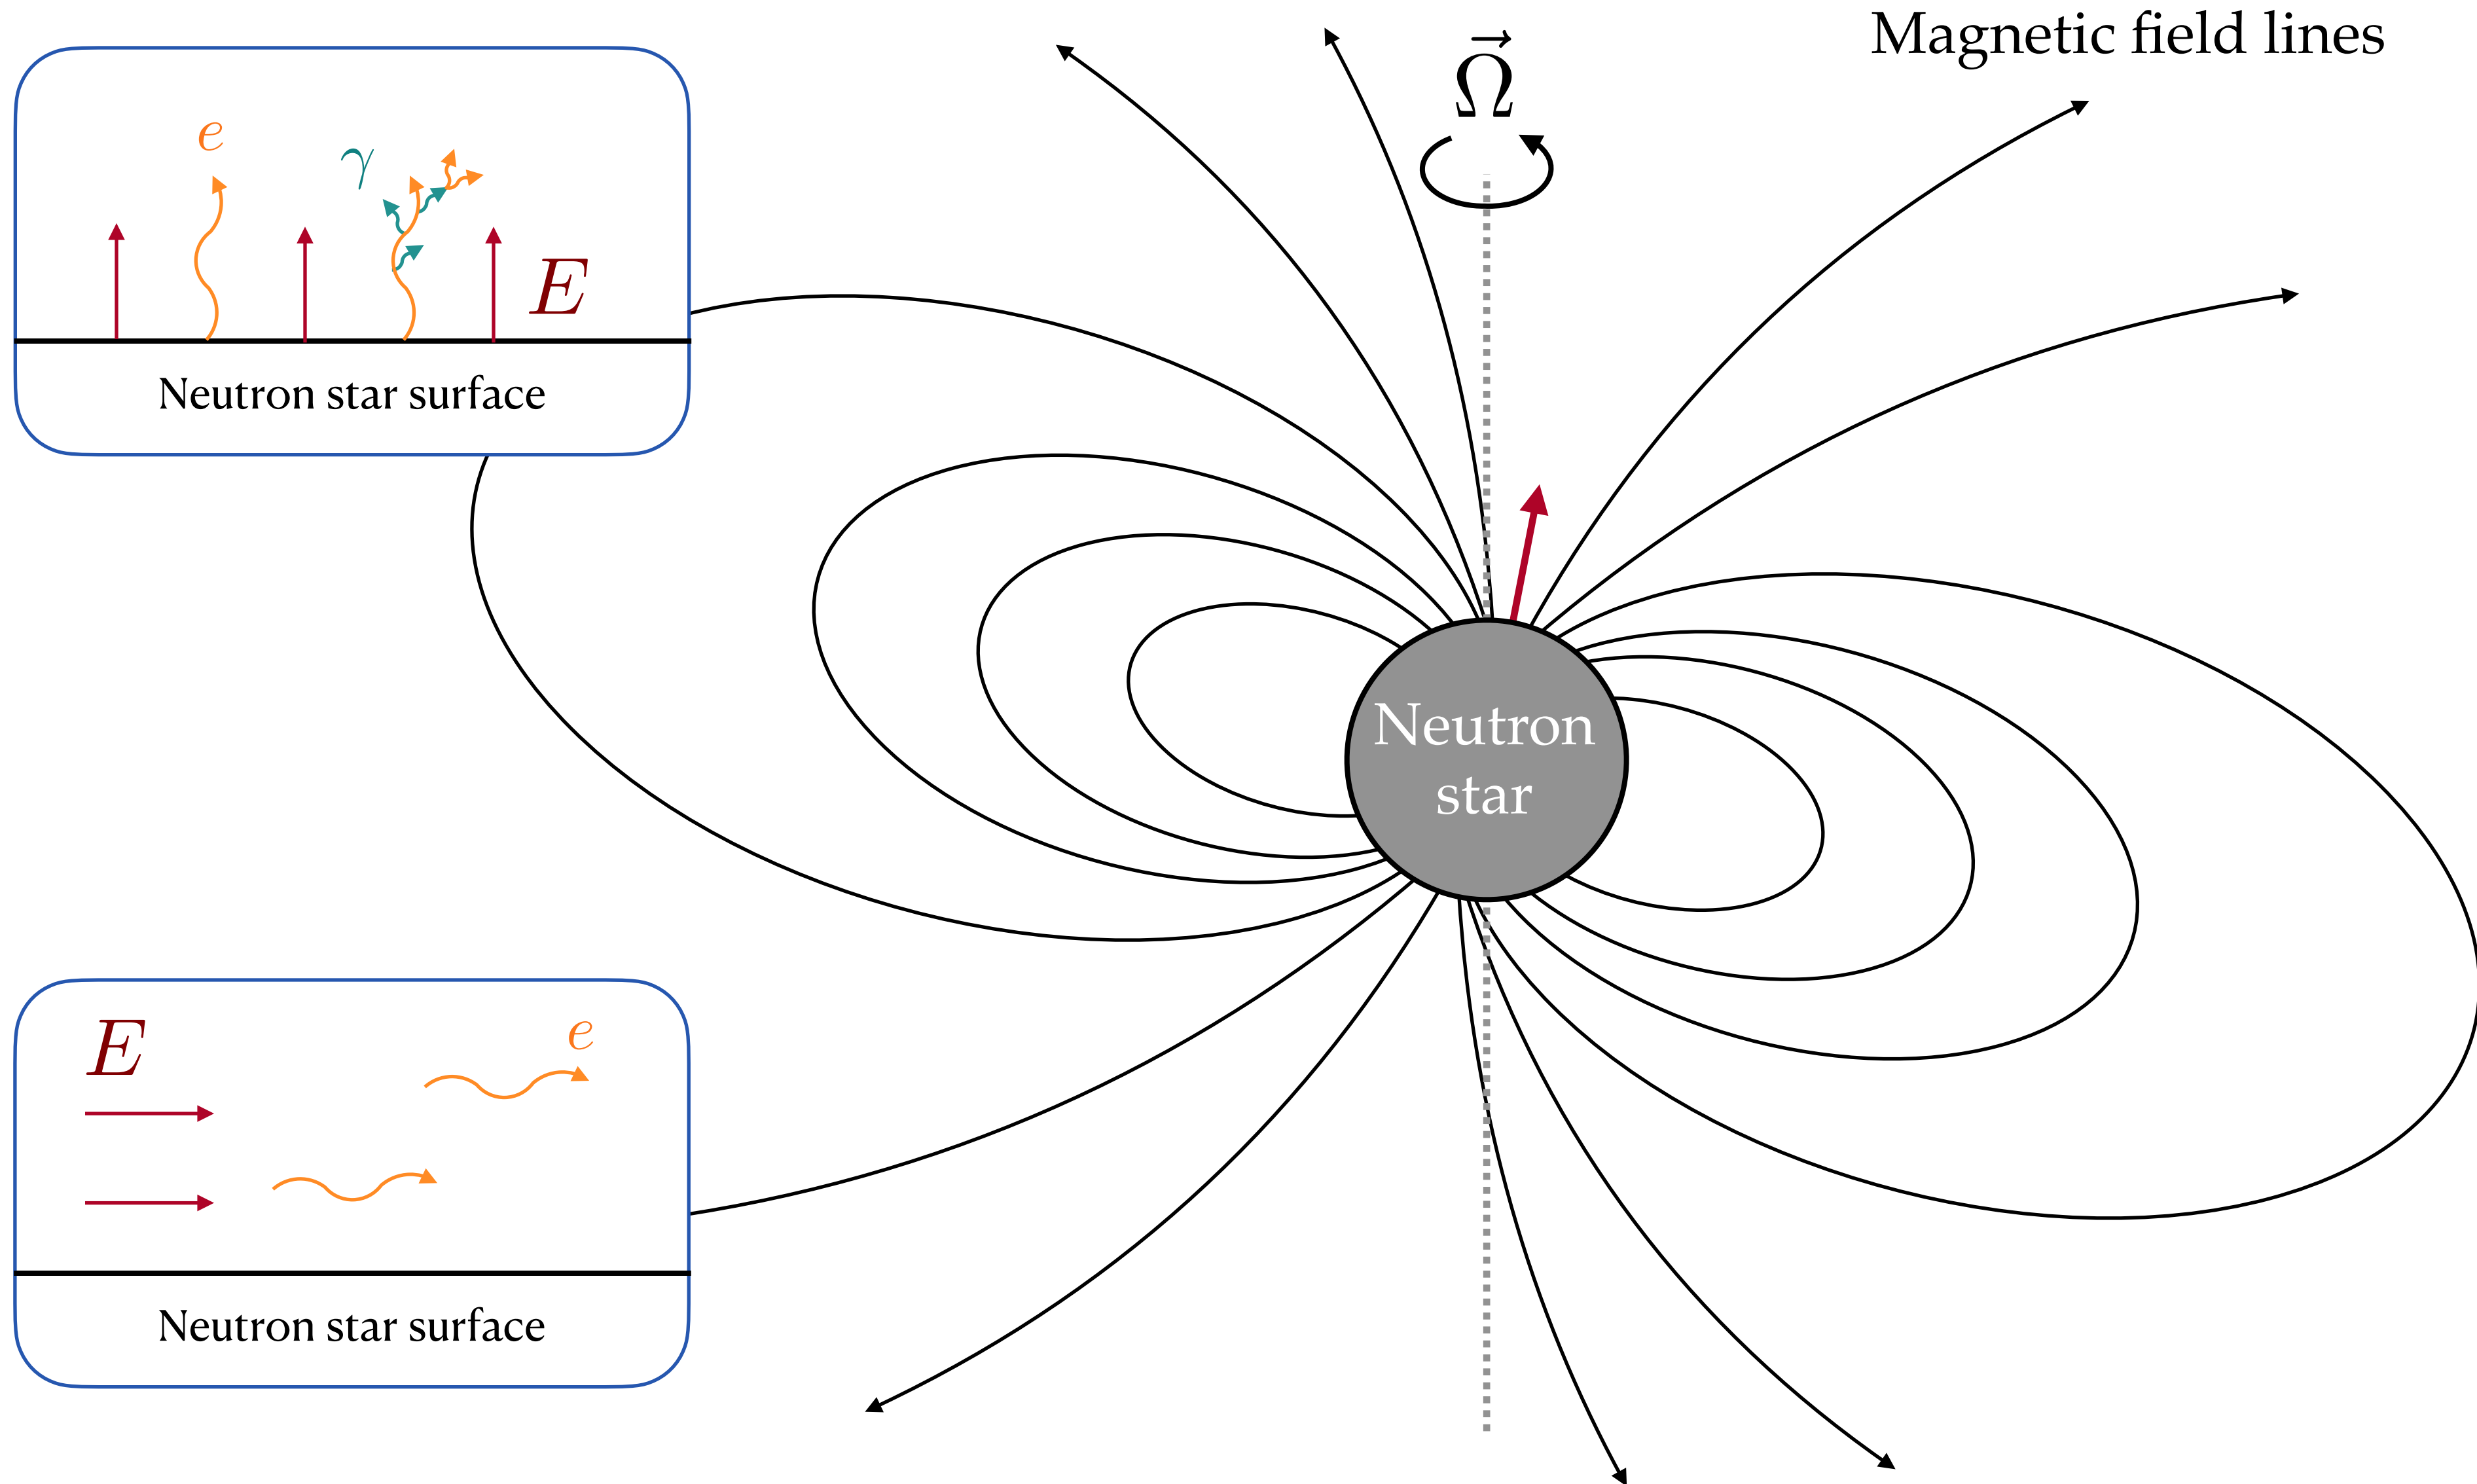 Magnetic field lines
Ω⃗
e
γ
E
Neutron star surface
Neutron
star
E
e
Neutron star surface